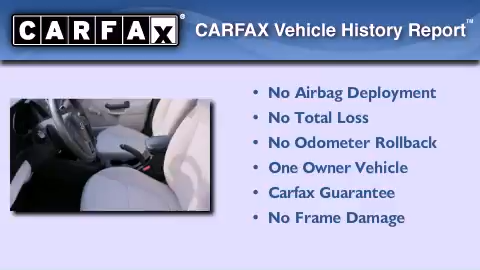 CARFAX® CARFAX Vehicle History Report™
• No Airbag Deployment
• No Total Loss
• No Odometer Rollback
• One Owner Vehicle
• Carfax Guarantee
• No Frame Damage